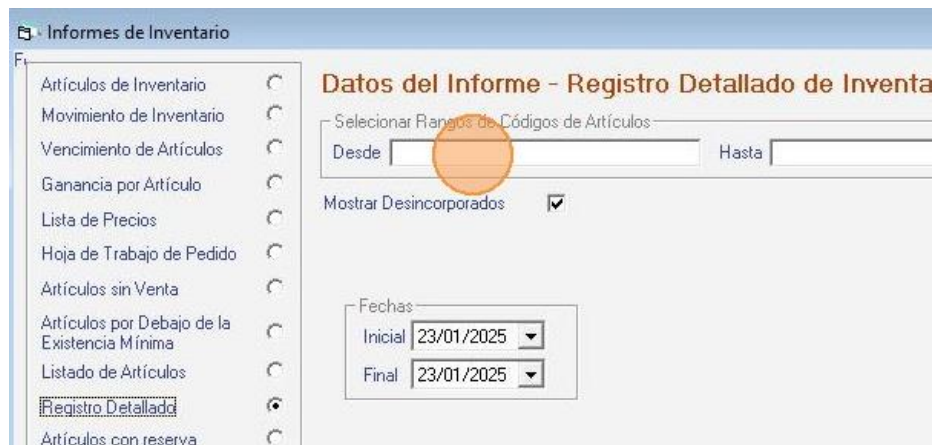 Informes de Inventario
Artículos de Inventario
Movimiento de Inventario
Vencimiento de Artículos
Ganancia por Artículo
Lista de Precios
Hoja de Trabajo de Pedido
Artículos sin Venta
Artículos por Debajo de la
Existencia Mínima
Listado de Artículos
Registro Detallado
Artículos con reserva
Datos del Informe - Registro Detallado de Inventa
Selecionar Rangos de Códigos de Artículos
Desde Hasta
Mostrar Desincorporados
Fechas
Inicial 23/01/2025
Final 23/01/2025